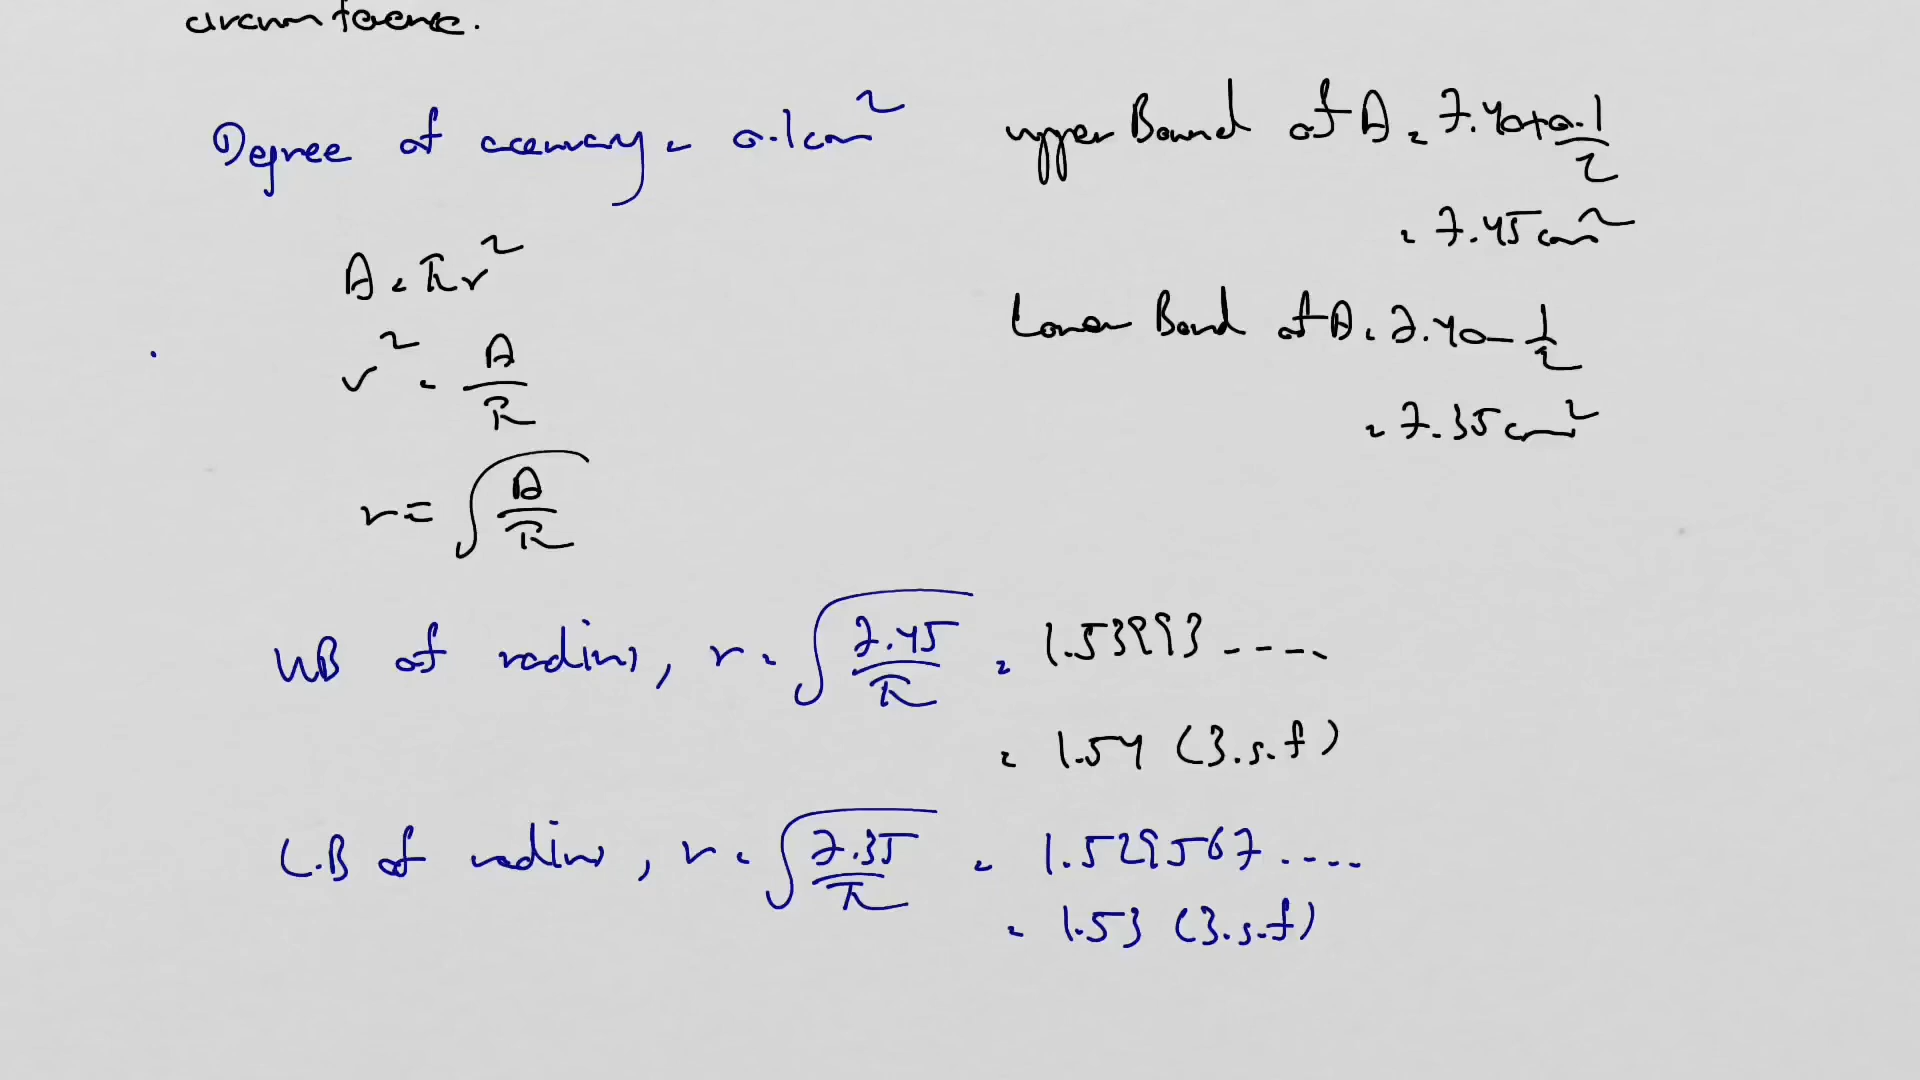 circumference.
Degree of accuracy = 0.1cm²
A = πr²
r² = A/π
r = √(A/π)
Upper Bound of A = 7.40+0.1/2
= 7.45cm²
Lower Bound of A = 7.40-1/2
= 7.35cm²
UB of radius, r = √(7.45/π) = 1.53993----
= 1.54 (3.s.f)
L.B of radius, r = √(7.35/π) = 1.529567....
= 1.53 (3.s.f)